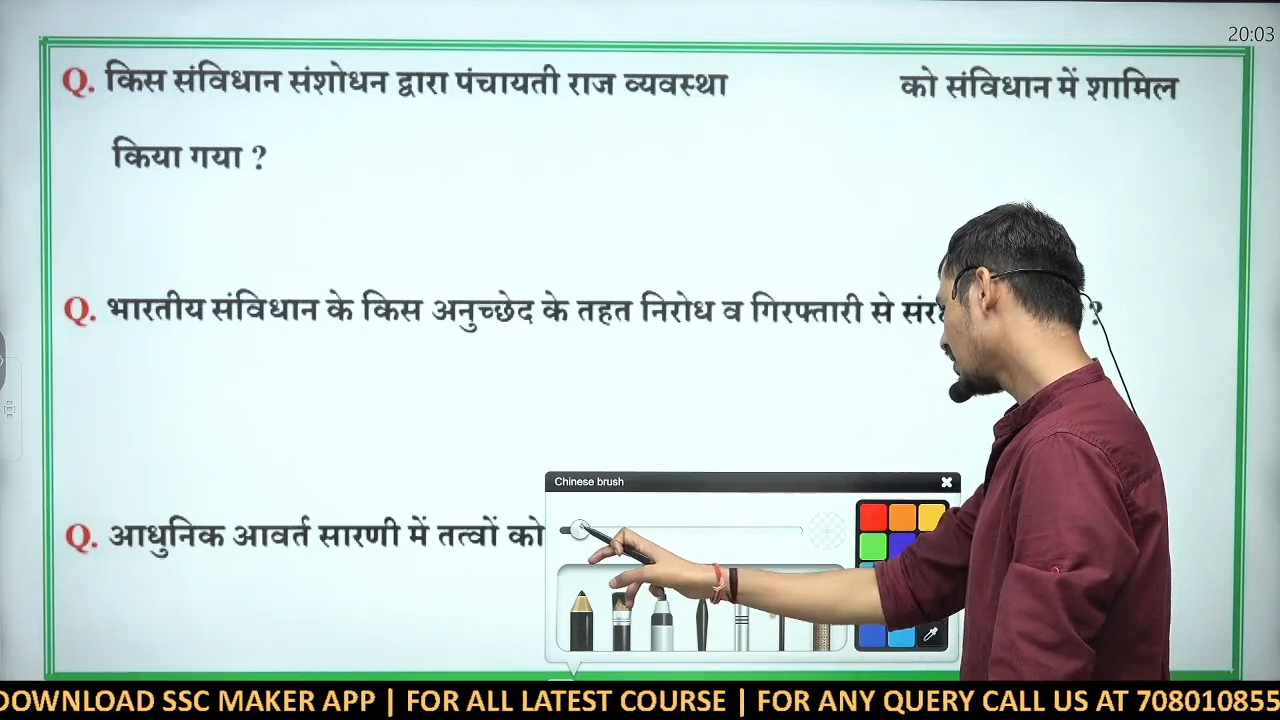 20:03
Q. किस संविधान संशोधन द्वारा पंचायती राज व्यवस्था को संविधान में शामिल
किया गया ?
Q. भारतीय संविधान के किस अनुच्छेद के तहत निरोध व गिरफ्तारी से ?
Chinese brush
Q. आधुनिक आवर्त सारणी में तत्वों को
DOWNLOAD SSC MAKER APP | FOR ALL LATEST COURSE | FOR ANY QUERY CALL US AT 708010855